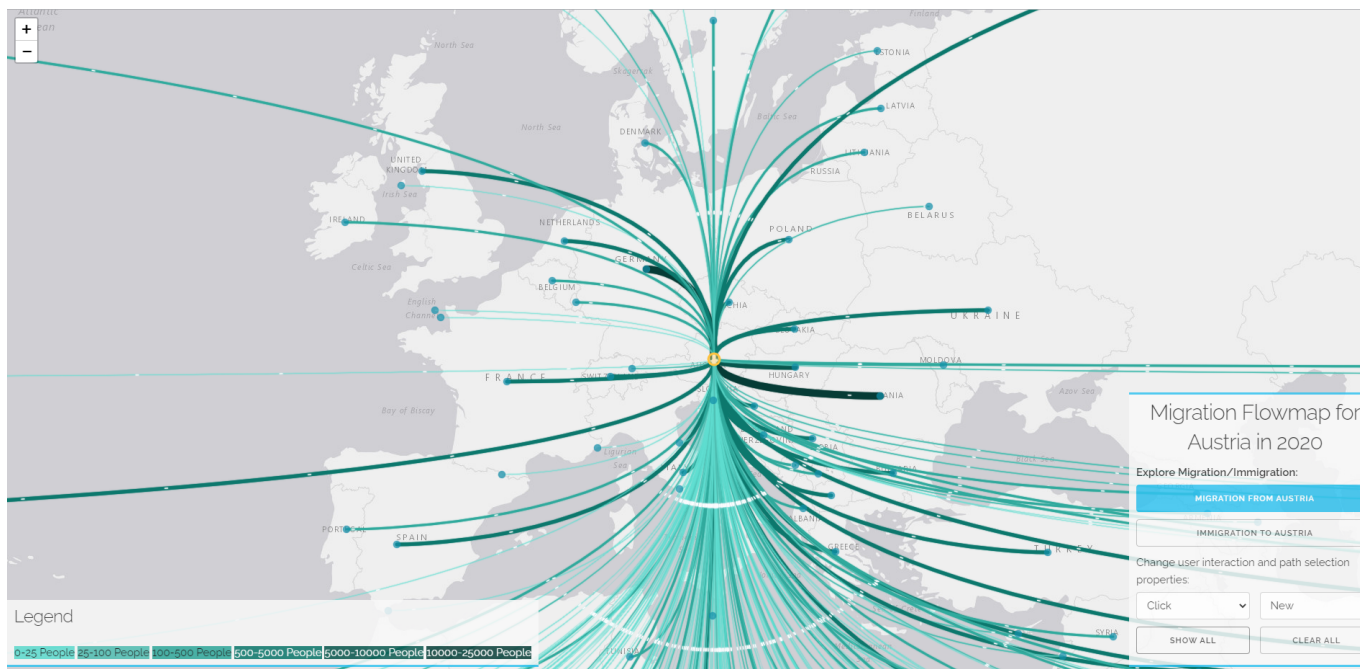 Atlantic
+
−
Finland
North Sea
ESTONIA
Skagerrak
LATVIA
North Sea
Baltic Sea
DENMARK
UNITED
KINGDOM
LITHUANIA
RUSSIA
Irish Sea
BELARUS
IRELAND
NETHERLANDS
POLAND
GERMANY
Celtic Sea
BELGIUM
English
Channel
UKRAINE
MOLDOVA
FRANCE
HUNGARY
Azov Sea
Bay of Biscay
Ligurian
Sea
Black Sea
PORTUGAL
SPAIN
GREECE
TURKEY
SYRIA
TUNISIA
Migration Flowmap for
Austria in 2020
Explore Migration/Immigration:
MIGRATION FROM AUSTRIA
IMMIGRATION TO AUSTRIA
Change user interaction and path selection
properties:
Click
New
SHOW ALL
CLEAR ALL
Legend
0-25 People 25-100 People 100-500 People 500-5000 People 5000-10000 People 10000-25000 People